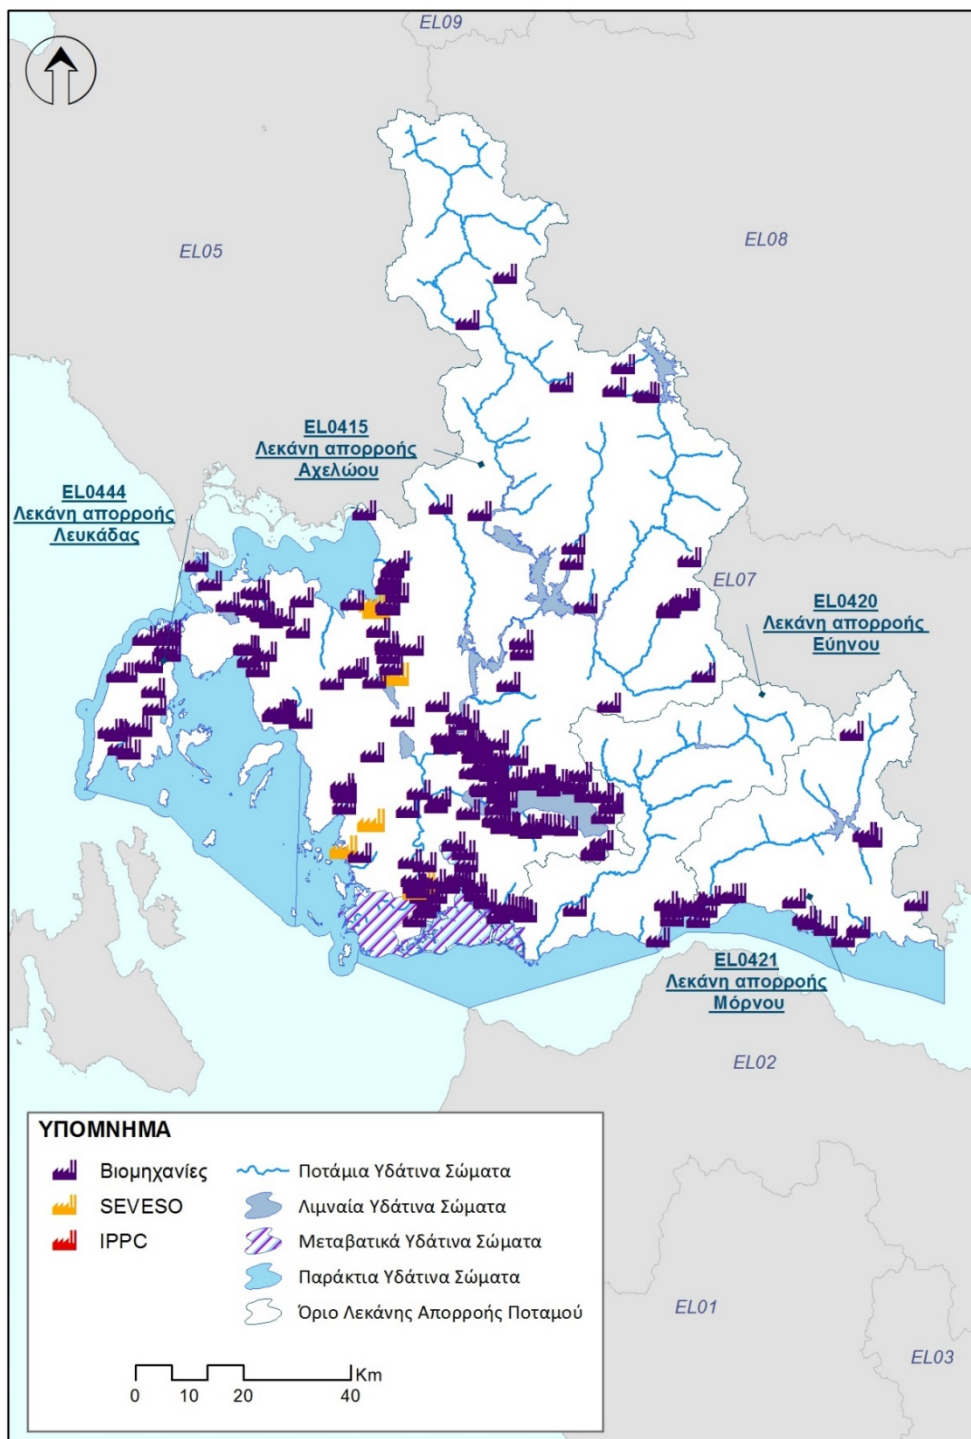 EL09
EL05
EL08
EL0415
Λεκάνη απορροής
Αχελώου
EL0444
Λεκάνη απορροής
Λευκάδας
EL07
EL0420
Λεκάνη απορροής
Εύηνου
EL0421
Λεκάνη απορροής
Μόρνου
EL02
ΥΠΟΜΝΗΜΑ
Βιομηχανίες
Ποτάμια Υδάτινα Σώματα
SEVESO
Λιμναία Υδάτινα Σώματα
IPPC
Μεταβατικά Υδάτινα Σώματα
Παράκτια Υδάτινα Σώματα
Όριο Λεκάνης Απορροής Ποταμού
Km
0 10 20 40
EL01
EL03